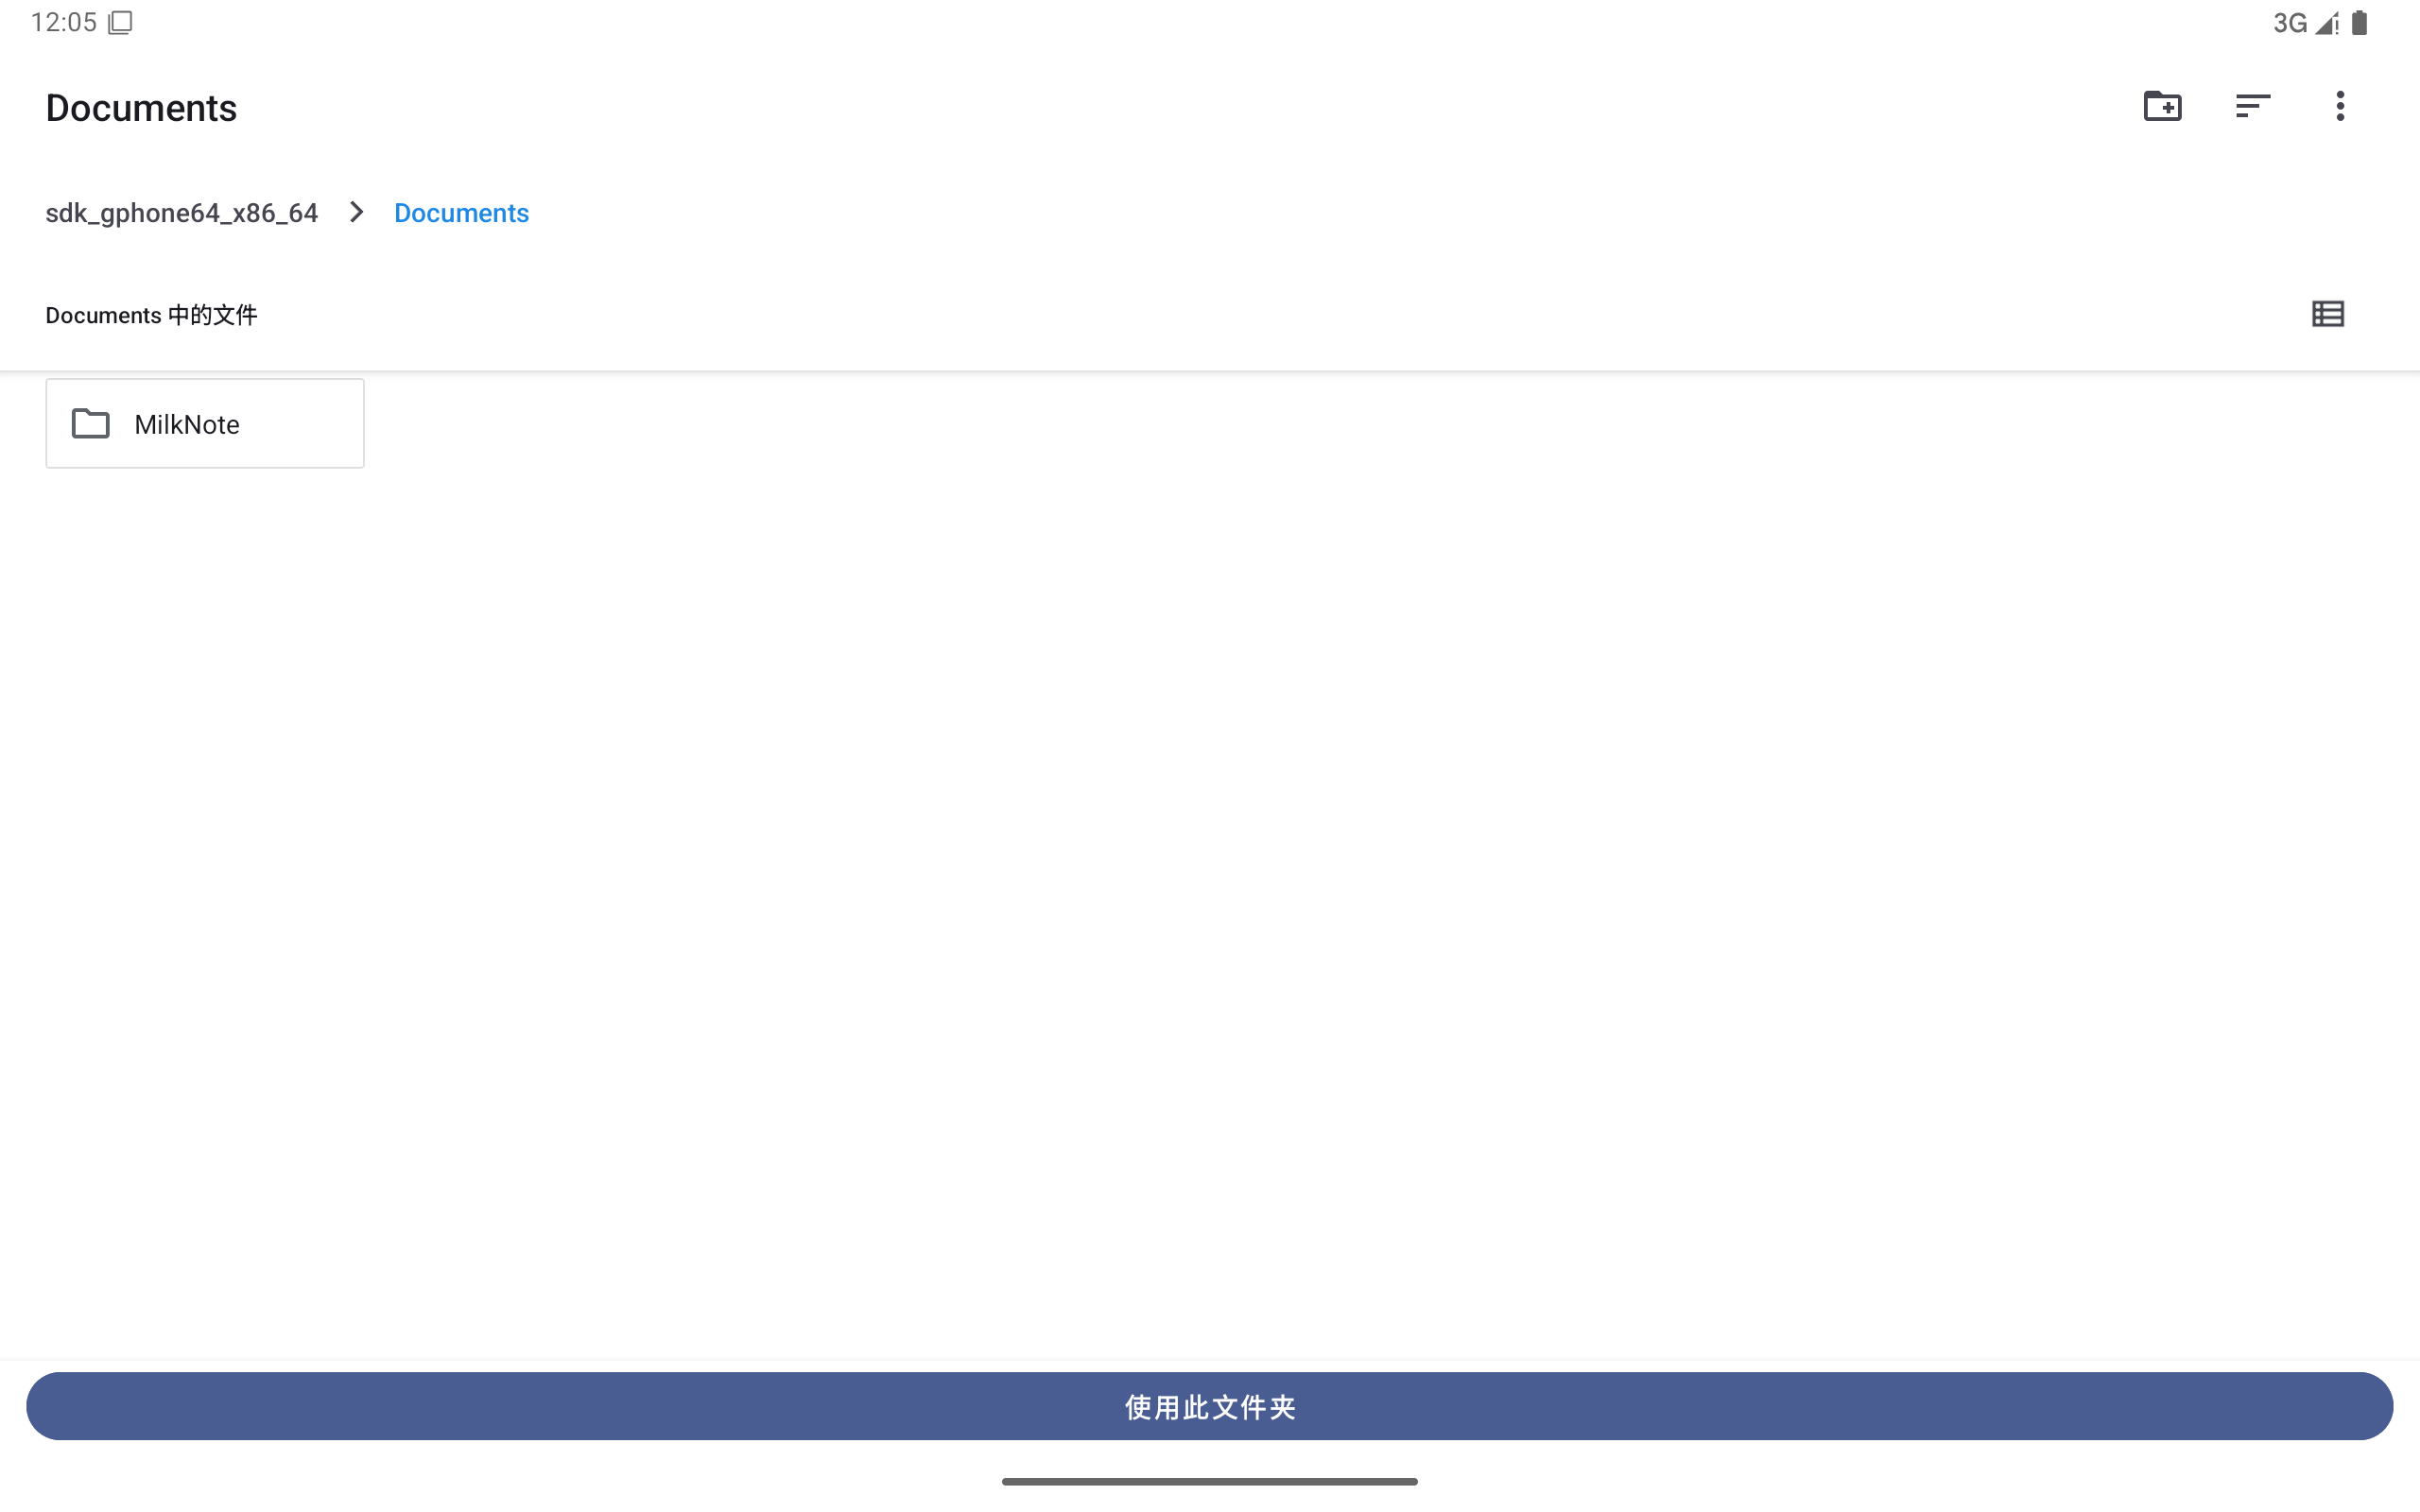 12:05
3G
Documents
sdk_gphone64_x86_64 Documents
Documents 中的文件
MilkNote
使用此文件夹